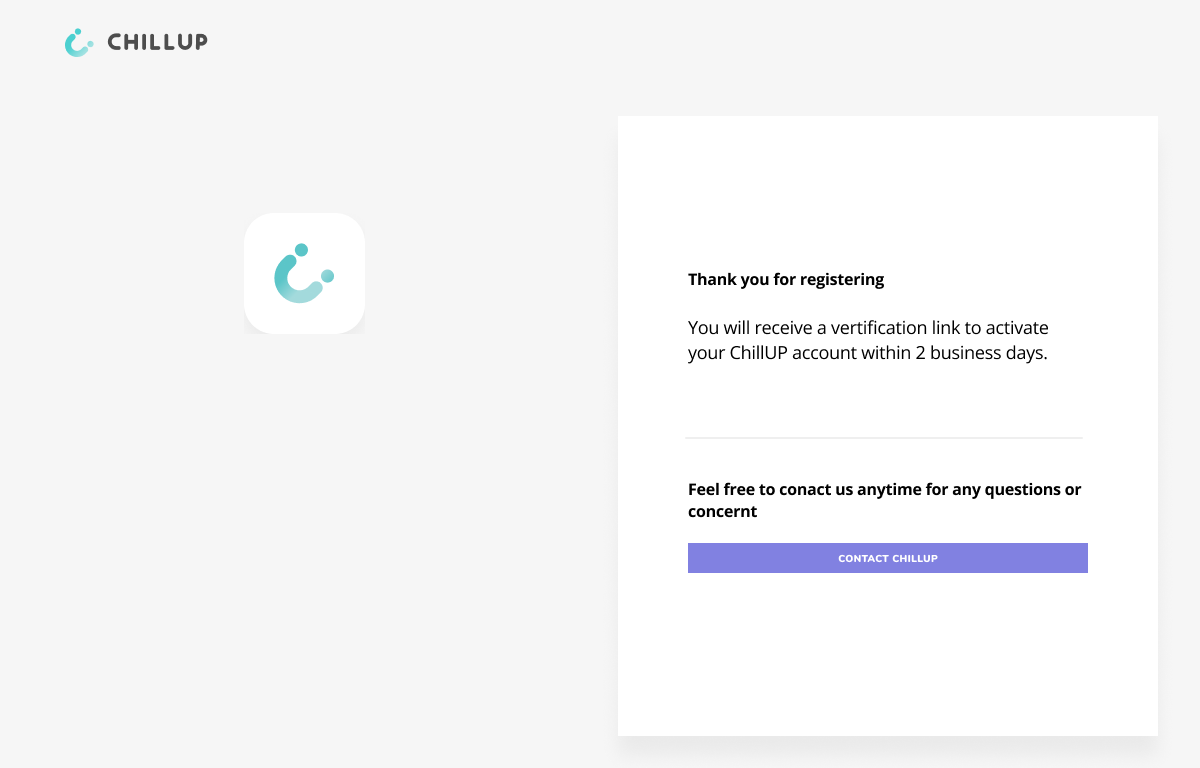 CHILLUP
Thank you for registering
You will receive a vertification link to activate
your ChillUP account within 2 business days.
Feel free to conact us anytime for any questions or
concernt
CONTACT CHILLUP